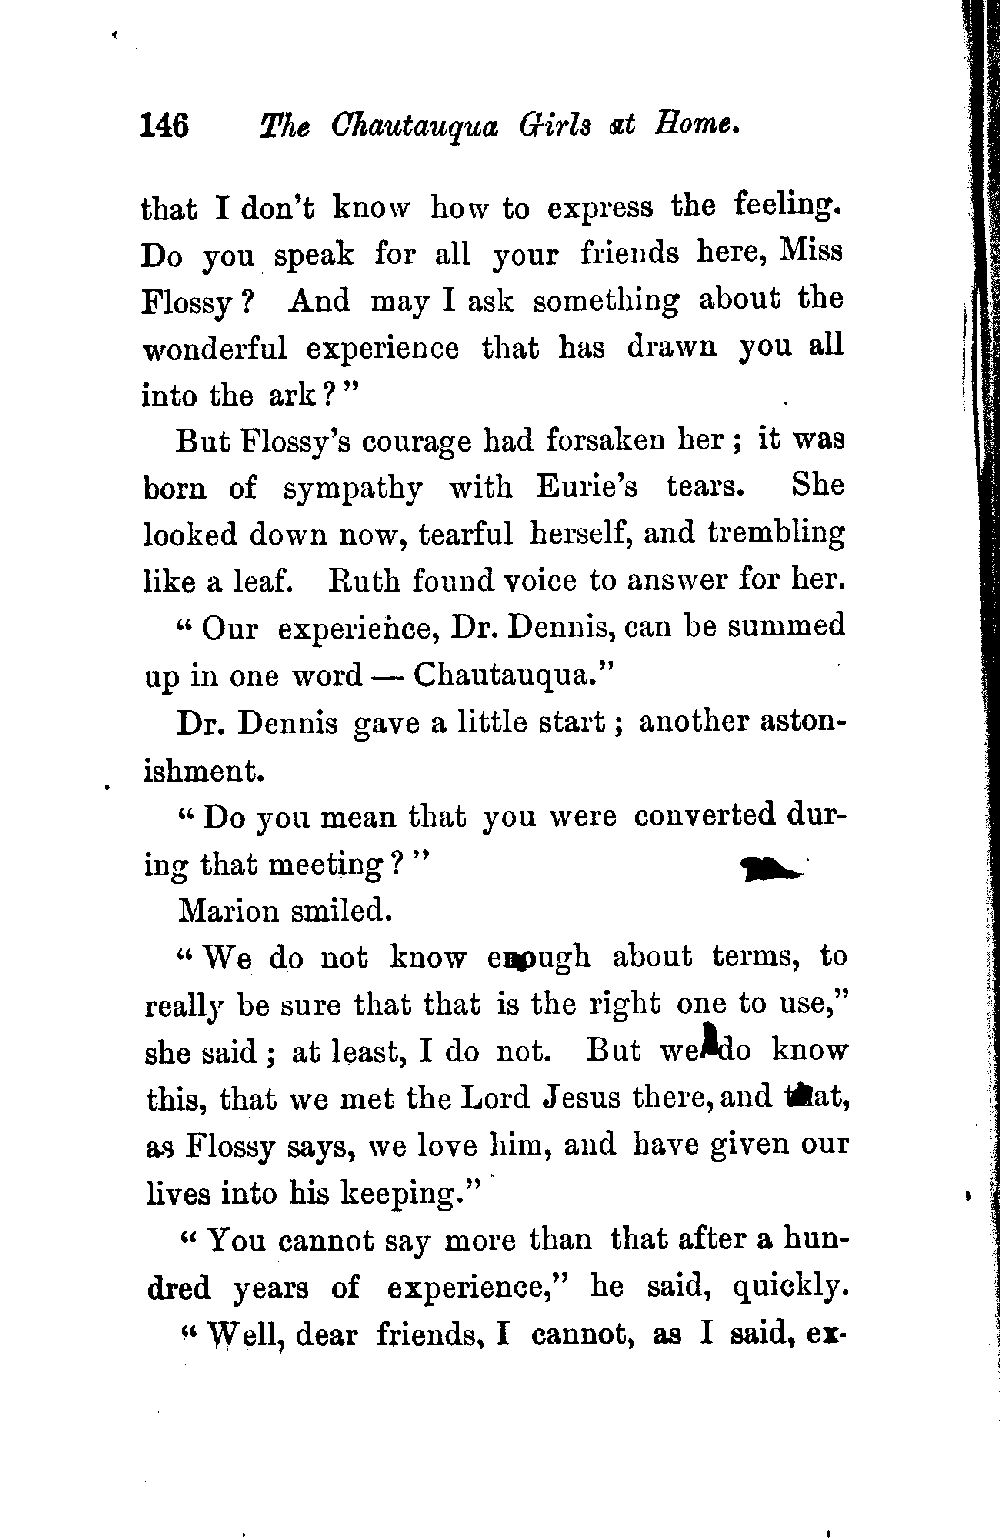 146 The Chautauqua Girls at Home.
that I don't know how to express the feeling.
Do you speak for all your friends here, Miss
Flossy? And may I ask something about the
wonderful experience that has drawn you all
into the ark?"
But Flossy's courage had forsaken her; it was
born of sympathy with Eurie's tears. She
looked down now, tearful herself, and trembling
like a leaf. Ruth found voice to answer for her.
"Our experience, Dr. Dennis, can be summed
up in one word — Chautauqua."
Dr. Dennis gave a little start; another aston-
ishment.
"Do you mean that you were converted dur-
ing that meeting?"
Marion smiled.
"We do not know enough about terms, to
really be sure that that is the right one to use,"
she said; at least, I do not. But we do know
this, that we met the Lord Jesus there, and that,
as Flossy says, we love him, and have given our
lives into his keeping."
"You cannot say more than that after a hun-
dred years of experience," he said, quickly.
"Well, dear friends, I cannot, as I said, ex-